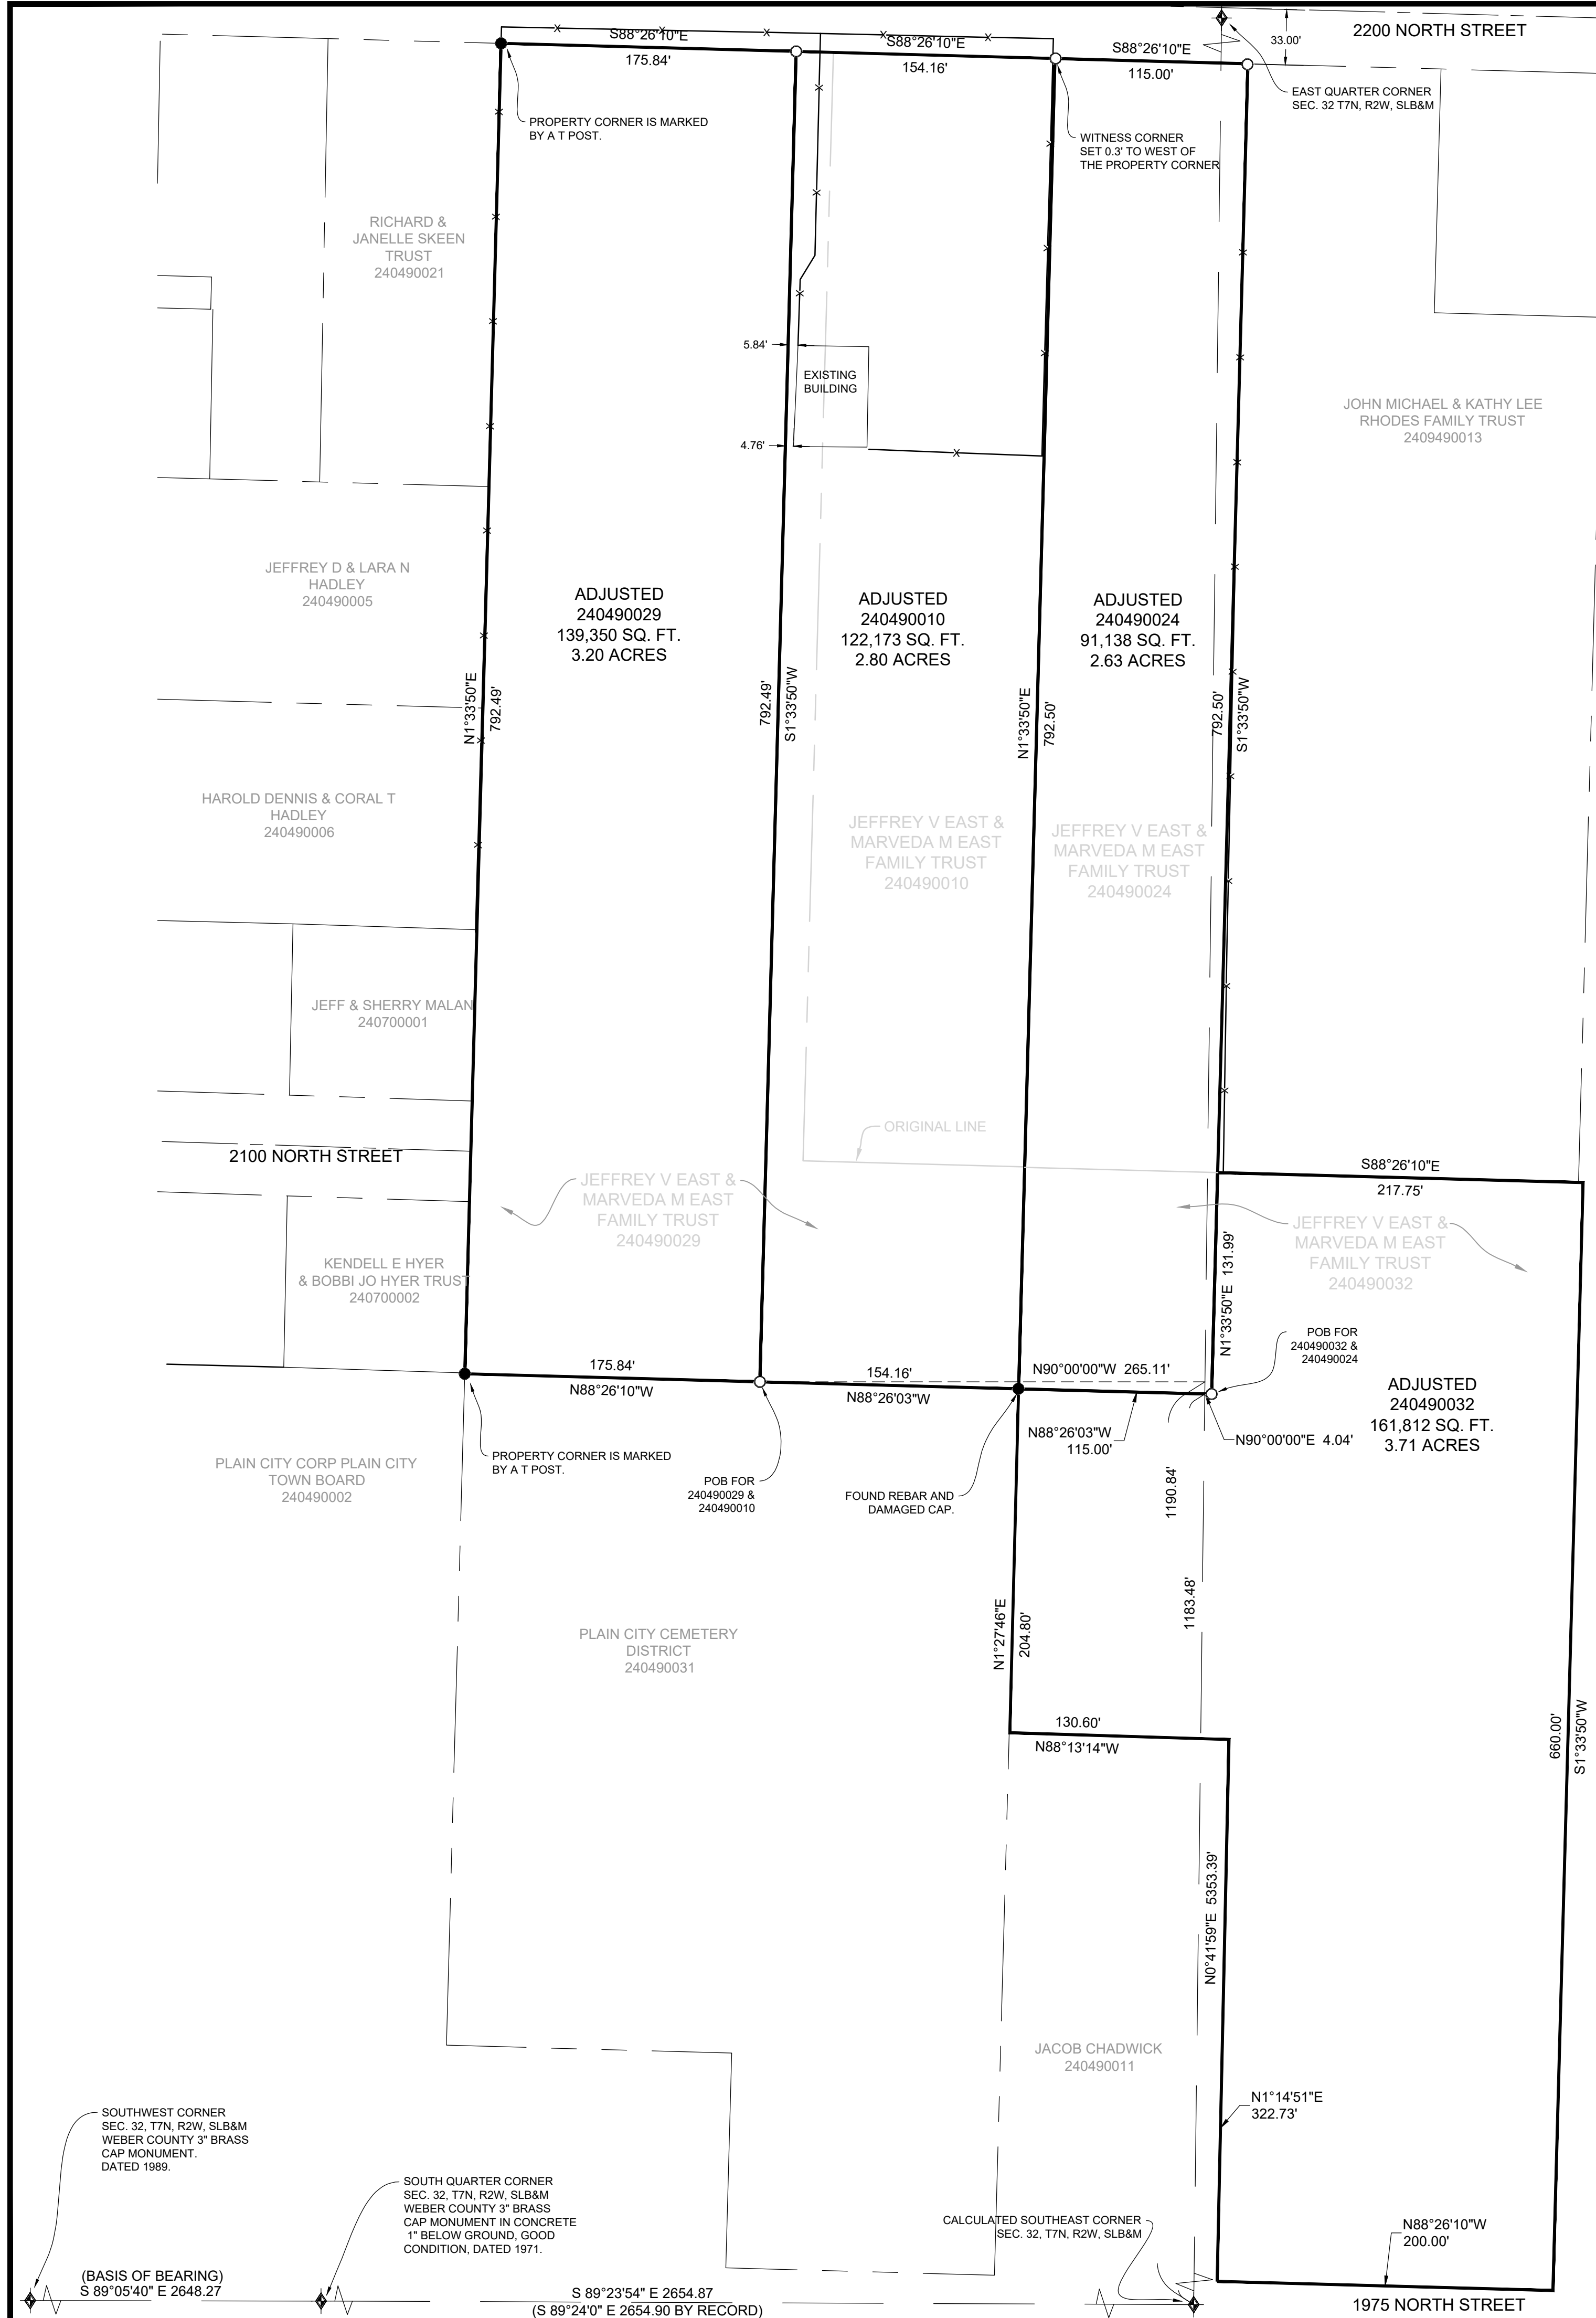 2200 NORTH STREET
33.00'
S88°26'10"E
175.84'
S88°26'10"E
154.16'
S88°26'10"E
115.00'
EAST QUARTER CORNER
SEC. 32 T7N, R2W, SLB&M
PROPERTY CORNER IS MARKED
BY A T POST.
WITNESS CORNER
SET 0.3' TO WEST OF
THE PROPERTY CORNER
RICHARD &
JANELLE SKEEN
TRUST
240490021
5.84'
EXISTING
BUILDING
4.76'
JOHN MICHAEL & KATHY LEE
RHODES FAMILY TRUST
2409490013
JEFFREY D & LARA N
HADLEY
240490005
ADJUSTED
240490029
139,350 SQ. FT.
3.20 ACRES
ADJUSTED
240490010
122,173 SQ. FT.
2.80 ACRES
ADJUSTED
240490024
91,138 SQ. FT.
2.63 ACRES
N1°33'50"E
792.49'
792.49'
S1°33'50"W
N1°33'50"E
792.50'
792.50'
S1°33'50"W
HAROLD DENNIS & CORAL T
HADLEY
240490006
JEFFREY V EAST &
MARVEDA M EAST
FAMILY TRUST
240490010
JEFFREY V EAST &
MARVEDA M EAST
FAMILY TRUST
240490024
JEFF & SHERRY MALAN
240700001
ORIGINAL LINE
2100 NORTH STREET
S88°26'10"E
217.75'
JEFFREY V EAST &
MARVEDA M EAST
FAMILY TRUST
240490029
JEFFREY V EAST &
MARVEDA M EAST
FAMILY TRUST
240490032
N1°33'50"E 131.99'
KENDELL E HYER
& BOBBI JO HYER TRUST
240700002
POB FOR
240490032 &
240490024
175.84'
N88°26'10"W
154.16'
N88°26'03"W
N90°00'00"W 265.11'
N88°26'03"W
115.00'
N90°00'00"E 4.04'
ADJUSTED
240490032
161,812 SQ. FT.
3.71 ACRES
PLAIN CITY CORP PLAIN CITY
TOWN BOARD
240490002
PROPERTY CORNER IS MARKED
BY A T POST.
POB FOR
240490029 &
240490010
FOUND REBAR AND
DAMAGED CAP.
1190.84'
1183.48'
PLAIN CITY CEMETERY
DISTRICT
240490031
N1°27'46"E
204.80'
130.60'
N88°13'14"W
660.00'
S1°33'50"W
N0°41'59"E 5353.39'
JACOB CHADWICK
240490011
N1°14'51"E
322.73'
SOUTHWEST CORNER
SEC. 32, T7N, R2W, SLB&M
WEBER COUNTY 3" BRASS
CAP MONUMENT.
DATED 1989.
SOUTH QUARTER CORNER
SEC. 32, T7N, R2W, SLB&M
WEBER COUNTY 3" BRASS
CAP MONUMENT IN CONCRETE
1" BELOW GROUND, GOOD
CONDITION, DATED 1971.
CALCULATED SOUTHEAST CORNER
SEC. 32, T7N, R2W, SLB&M
N88°26'10"W
200.00'
(BASIS OF BEARING)
S 89°05'40" E 2648.27
S 89°23'54" E 2654.87
(S 89°24'0" E 2654.90 BY RECORD)
1975 NORTH STREET